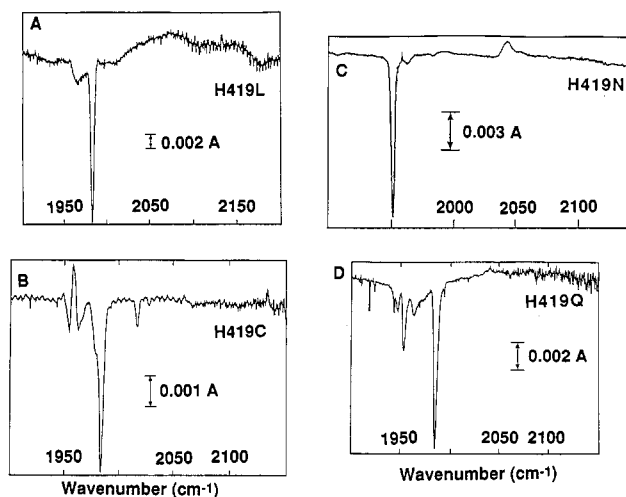 A
H419L
0.002 A
1950 2050 2150
B
H419C
0.001 A
1950 2050 2100
Wavenumber (cm-1)
C
H419N
0.003 A
2000 2050 2100
D
H419Q
0.002 A
1950 2050 2100
Wavenumber (cm-1)